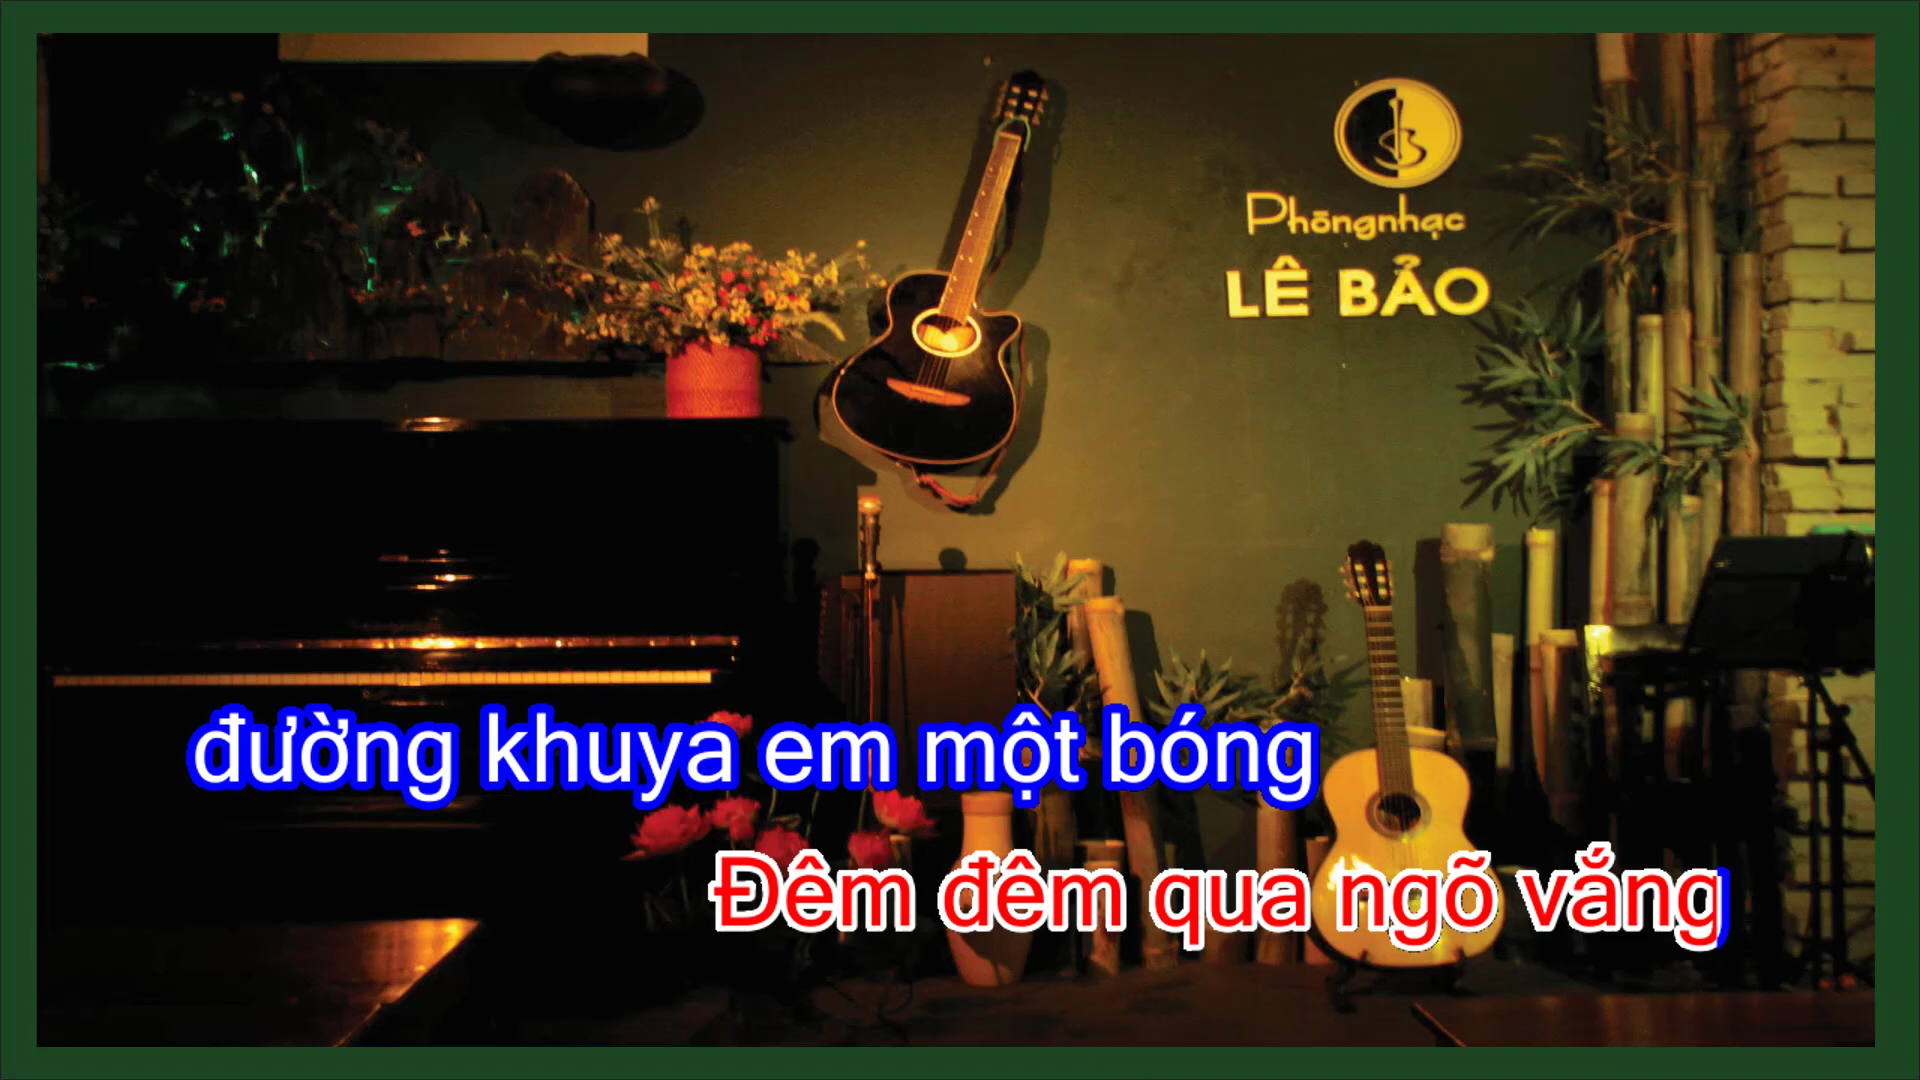 Phòngnhạc
LÊ BẢO
đường khuya em một bóng
Đêm đêm qua ngõ vắng